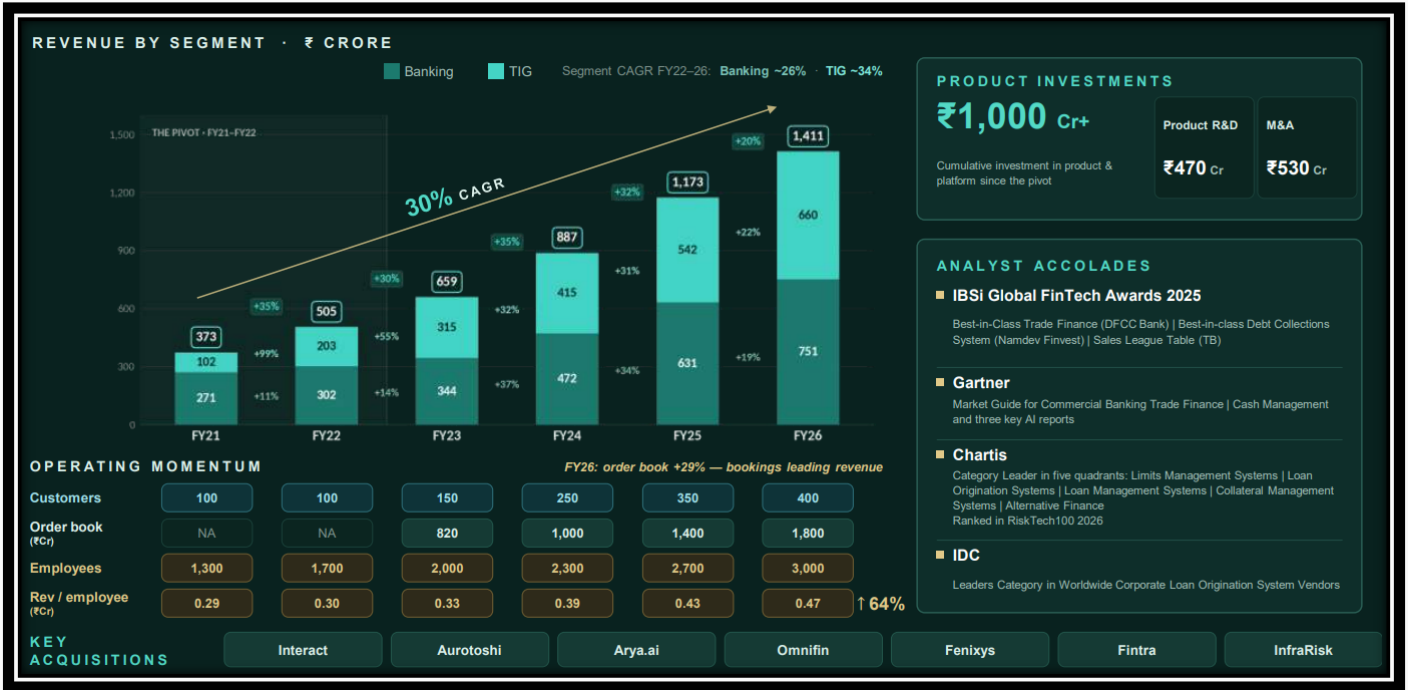 REVENUE BY SEGMENT · ₹ CRORE
Banking TIG Segment CAGR FY22–26: Banking ~26% · TIG ~34%
THE PIVOT · FY21–FY22
30% CAGR
1,500
1,200
900
600
300
0
+35% +30% +35% +32% +20%
373 505 659 887 1,173 1,411
102 203 315 415 542 660
+99% +55% +32% +31% +22%
271 302 344 472 631 751
+11% +14% +37% +34% +19%
FY21 FY22 FY23 FY24 FY25 FY26
OPERATING MOMENTUM
FY26: order book +29% — bookings leading revenue
Customers 100 100 150 250 350 400
Order book NA NA 820 1,000 1,400 1,800
(₹Cr)
Employees 1,300 1,700 2,000 2,300 2,700 3,000
Rev / employee 0.29 0.30 0.33 0.39 0.43 0.47 ↑ 64%
(₹Cr)
PRODUCT INVESTMENTS
₹1,000 Cr+
Cumulative investment in product &
platform since the pivot
Product R&D
₹470 Cr
M&A
₹530 Cr
ANALYST ACCOLADES
IBSi Global FinTech Awards 2025
Best-in-Class Trade Finance (DFCC Bank) | Best-in-class Debt Collections
System (Namdev Finvest) | Sales League Table (TB)
Gartner
Market Guide for Commercial Banking Trade Finance | Cash Management
and three key AI reports
Chartis
Category Leader in five quadrants: Limits Management Systems | Loan
Origination Systems | Loan Management Systems | Collateral Management
Systems | Alternative Finance
Ranked in RiskTech100 2026
IDC
Leaders Category in Worldwide Corporate Loan Origination System Vendors
KEY
ACQUISITIONS
Interact Aurotoshi Arya.ai Omnifin Fenixys Fintra InfraRisk